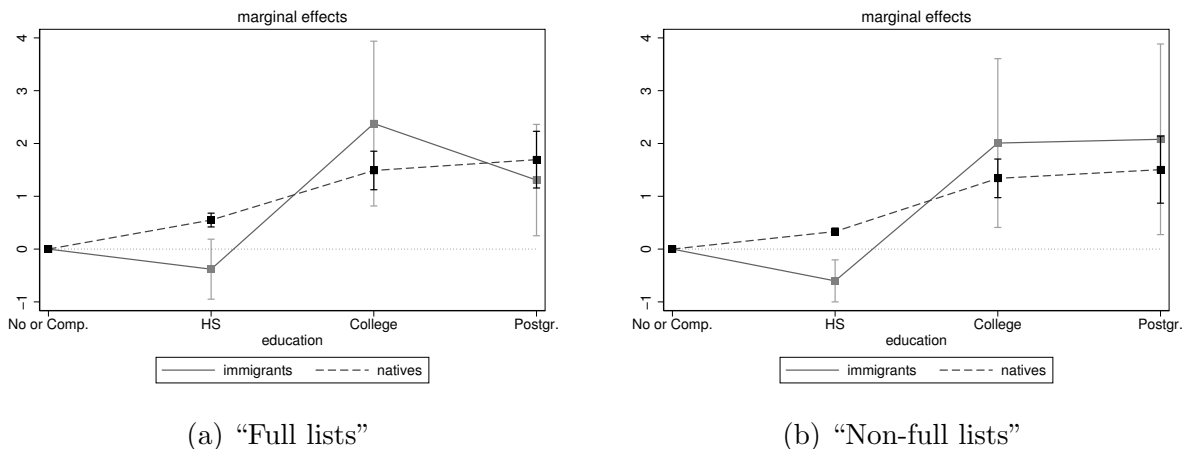 marginal effects
4
3
2
1
0
−1
No or Comp. HS College Postgr.
education
immigrants natives
(a) “Full lists”
marginal effects
4
3
2
1
0
−1
No or Comp. HS College Postgr.
education
immigrants natives
(b) “Non-full lists”